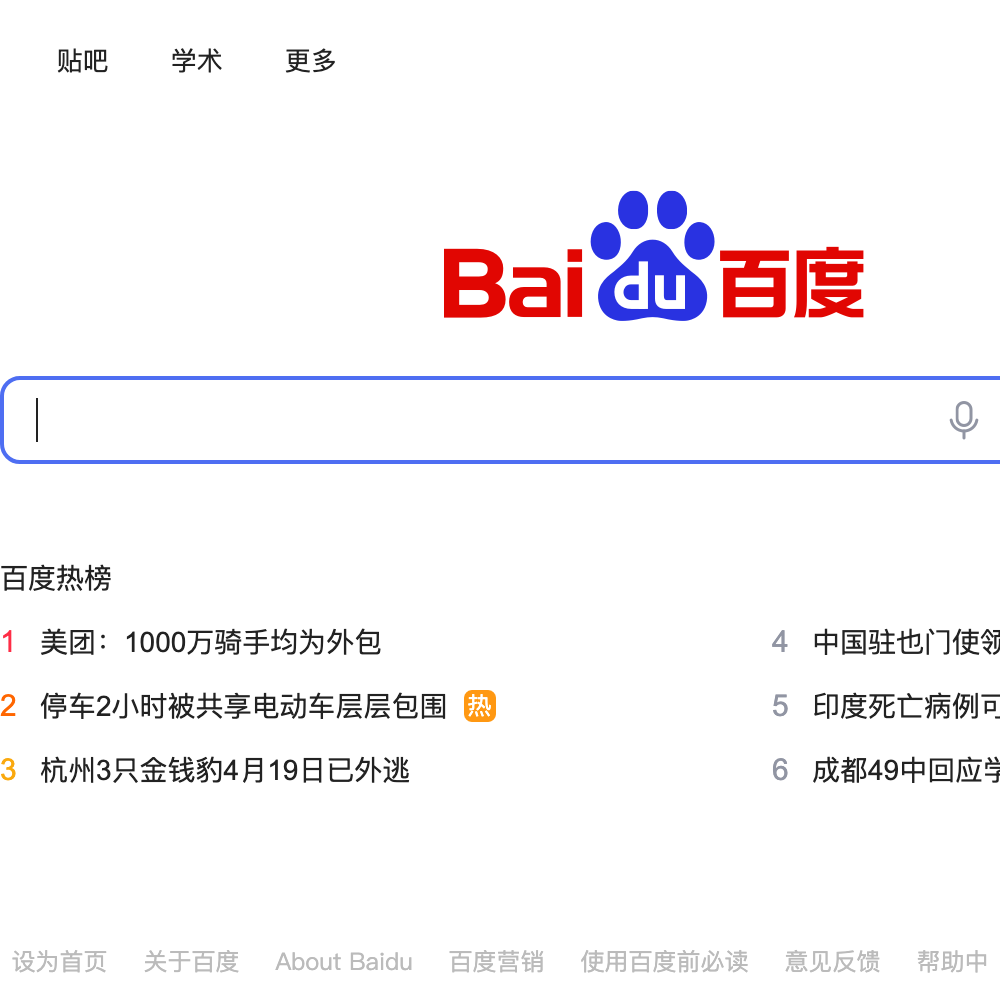 贴吧 学术 更多
Bai du 百度
百度热榜
1 美团：1000万骑手均为外包
4 中国驻也门使领
2 停车2小时被共享电动车层层包围 热
5 印度死亡病例可
3 杭州3只金钱豹4月19日已外逃
6 成都49中回应学
设为首页 关于百度 About Baidu 百度营销 使用百度前必读 意见反馈 帮助中